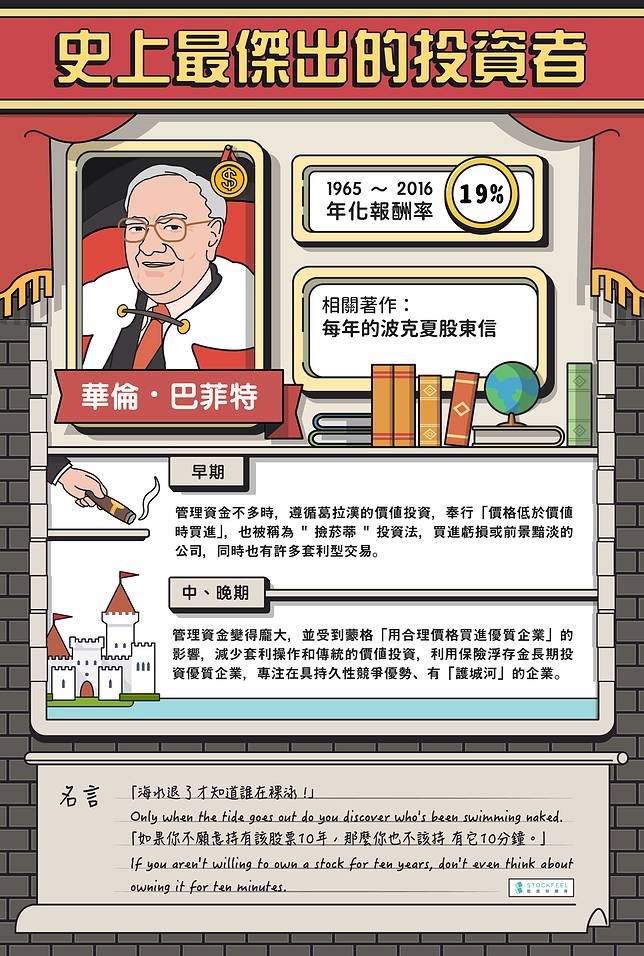 史上最傑出的投資者
$
1965 ～ 2016
年化報酬率
19%
相關著作：
每年的波克夏股東信
華倫・巴菲特
早期
管理資金不多時，遵循葛拉漢的價值投資，奉行「價格低於價值
時買進」，也被稱為 " 撿菸蒂 " 投資法，買進虧損或前景黯淡的
公司，同時也有許多套利型交易。
中、晚期
管理資金變得龐大，並受到蒙格「用合理價格買進優質企業」的
影響，減少套利操作和傳統的價值投資，利用保險浮存金長期投
資優質企業，專注在具持久性競爭優勢、有「護城河」的企業。
名言
「海水退了才知道誰在裸泳！」
Only when the tide goes out do you discover who's been swimming naked.
「如果你不願意持有該股票10年，那麼你也不該持 有它10分鐘。」
If you aren't willing to own a stock for ten years, don't even think about
owning it for ten minutes.
STOCKFEEL